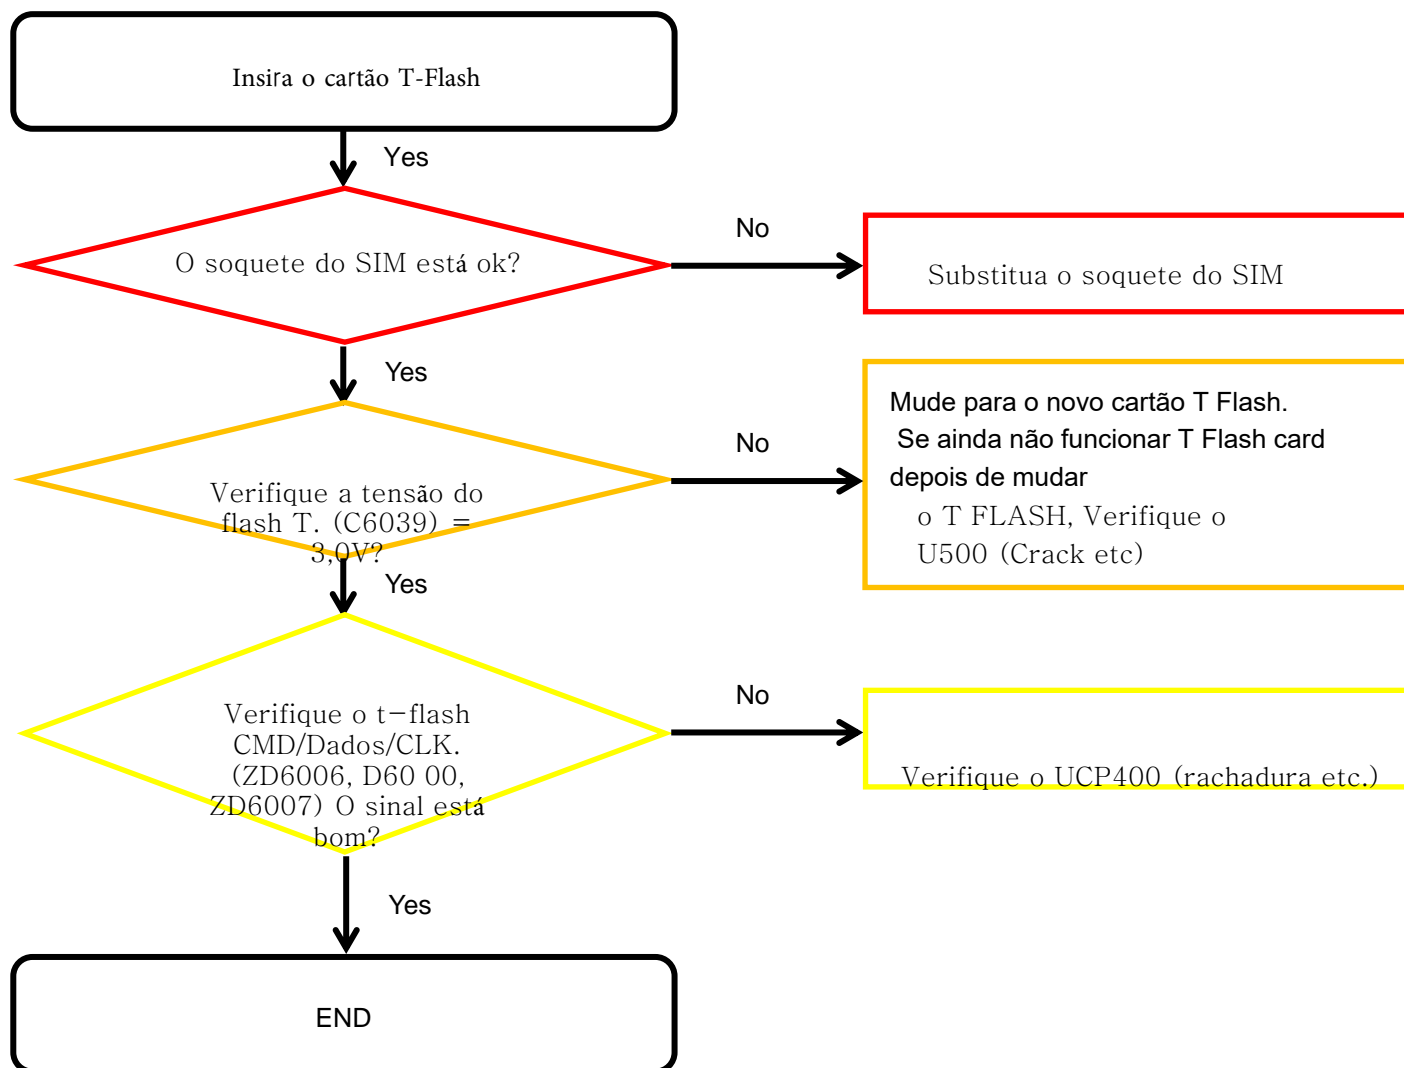 Insira o cartão T-Flash
Yes
O soquete do SIM está ok?
No
Substitua o soquete do SIM
Yes
Verifique a tensão do
flash T. (C6039) =
3,0V?
No
Mude para o novo cartão T Flash.
Se ainda não funcionar T Flash card
depois de mudar
o T FLASH, Verifique o
U500 (Crack etc)
Yes
Verifique o t-flash
CMD/Dados/CLK.
(ZD6006, D60 00,
ZD6007) O sinal está
bom?
No
Verifique o UCP400 (rachadura etc.)
Yes
END